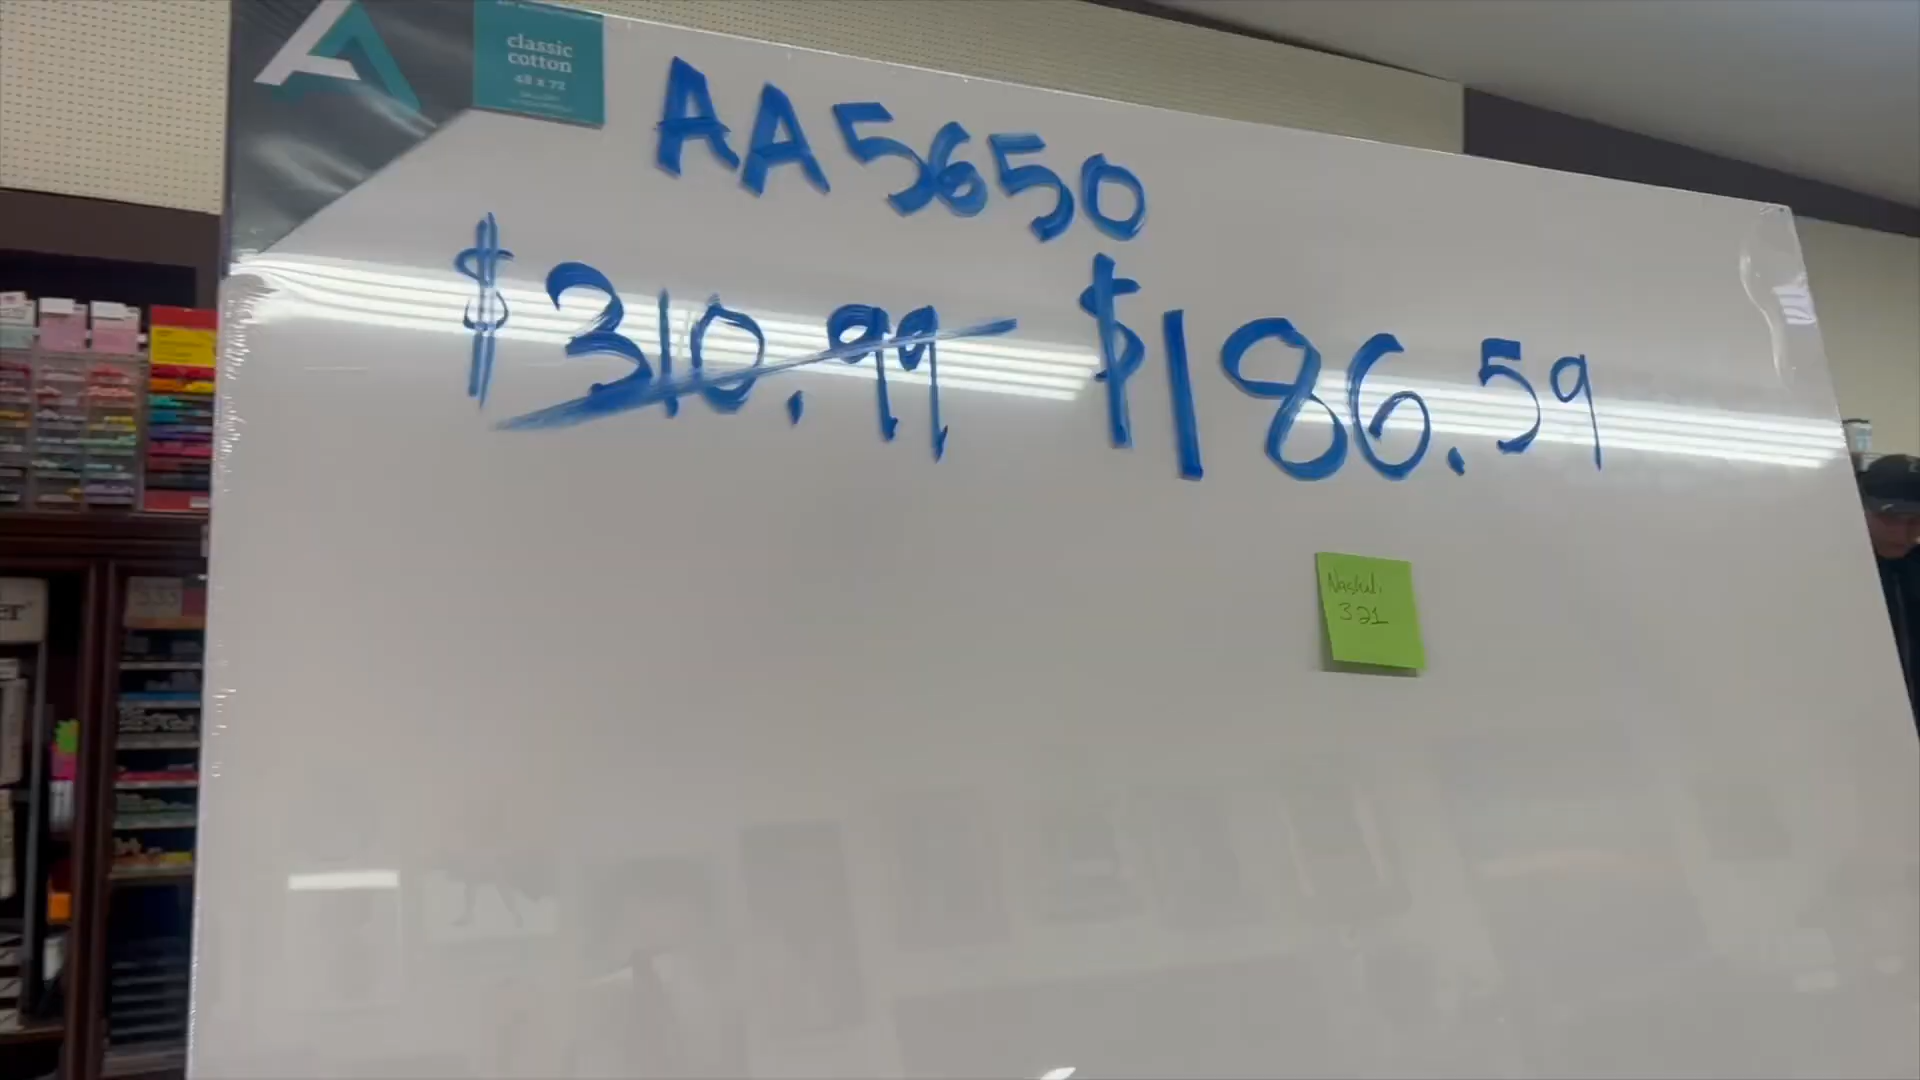 classic
cotton
48 x 72
AA5650
$310.99 $186.59
321